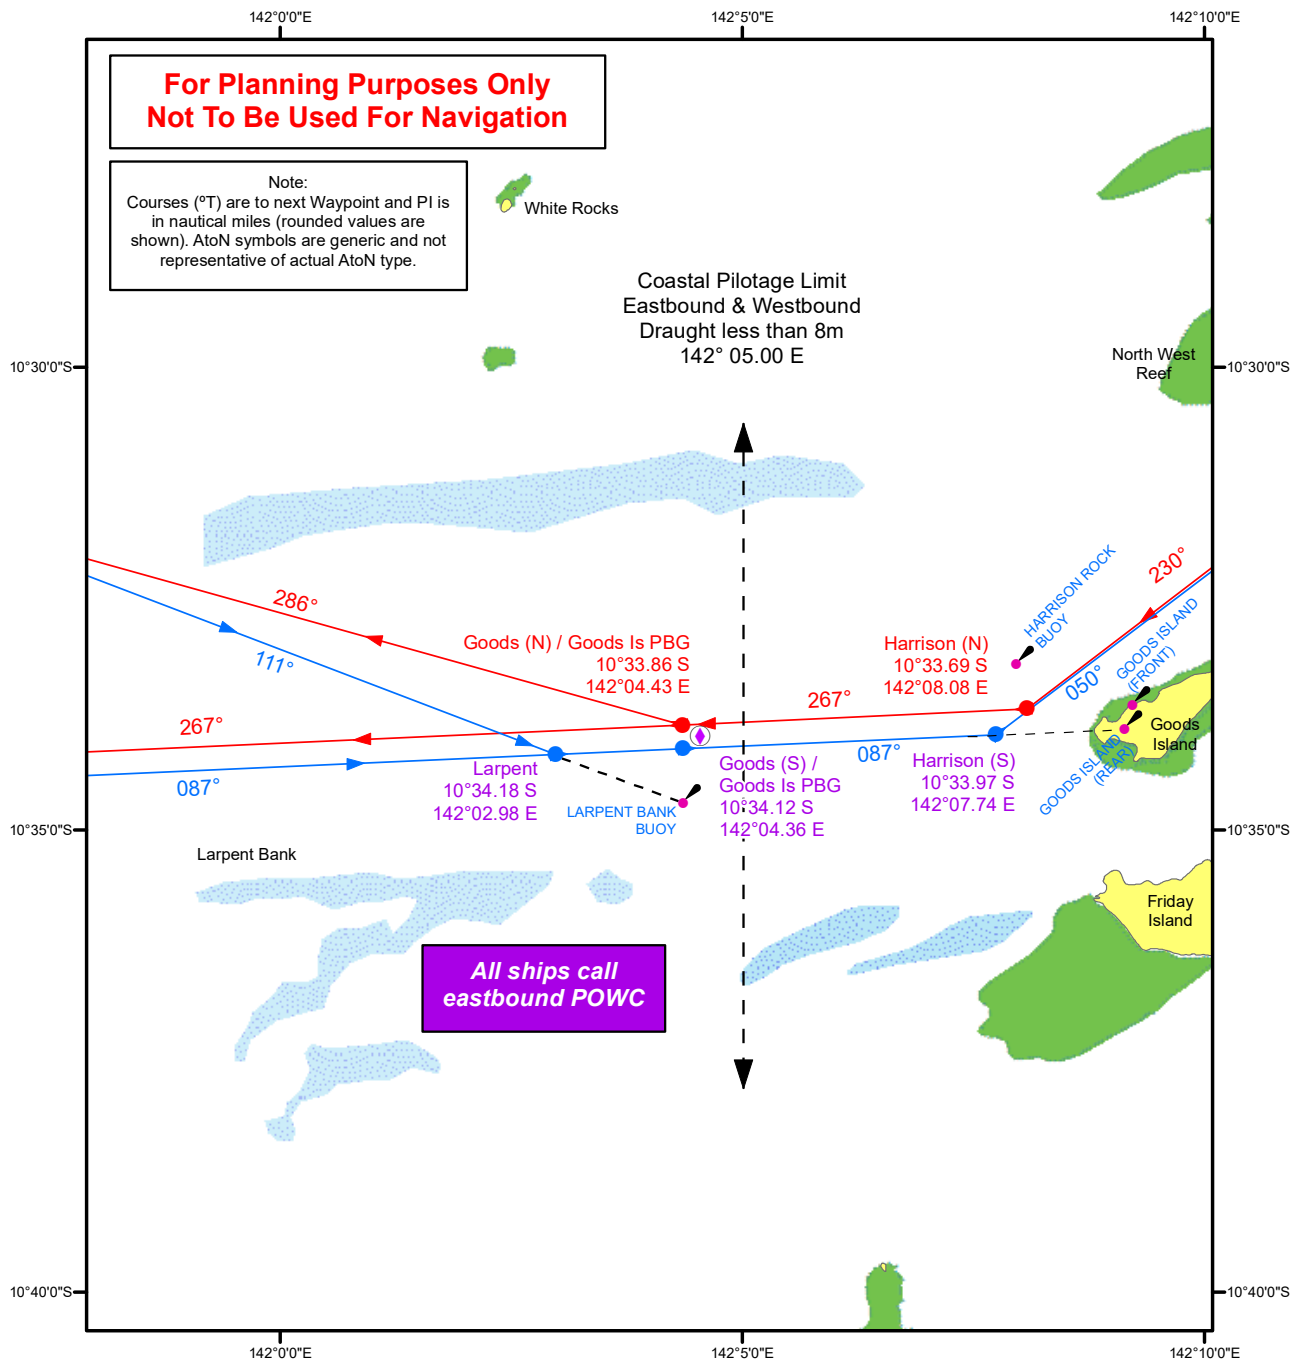 142°0'0"E
142°5'0"E
142°10'0"E
For Planning Purposes Only
Not To Be Used For Navigation
Note:
Courses (ºT) are to next Waypoint and PI is
in nautical miles (rounded values are
shown). AtoN symbols are generic and not
representative of actual AtoN type.
White Rocks
Coastal Pilotage Limit
Eastbound & Westbound
Draught less than 8m
142° 05.00 E
North West
Reef
10°30'0"S
10°30'0"S
230°
HARRISON ROCK
BUOY
GOODS ISLAND
(FRONT)
286°
111°
Goods (N) / Goods Is PBG
10°33.86 S
142°04.43 E
Harrison (N)
10°33.69 S
142°08.08 E
050°
267°
267°
087°
087°
Goods
Island
GOODS ISLAND
(REAR)
Larpent
10°34.18 S
142°02.98 E
LARPENT BANK
BUOY
Goods (S) /
Goods Is PBG
10°34.12 S
142°04.36 E
Harrison (S)
10°33.97 S
142°07.74 E
10°35'0"S
10°35'0"S
Larpent Bank
Friday
Island
All ships call
eastbound POWC
10°40'0"S
10°40'0"S
142°0'0"E
142°5'0"E
142°10'0"E